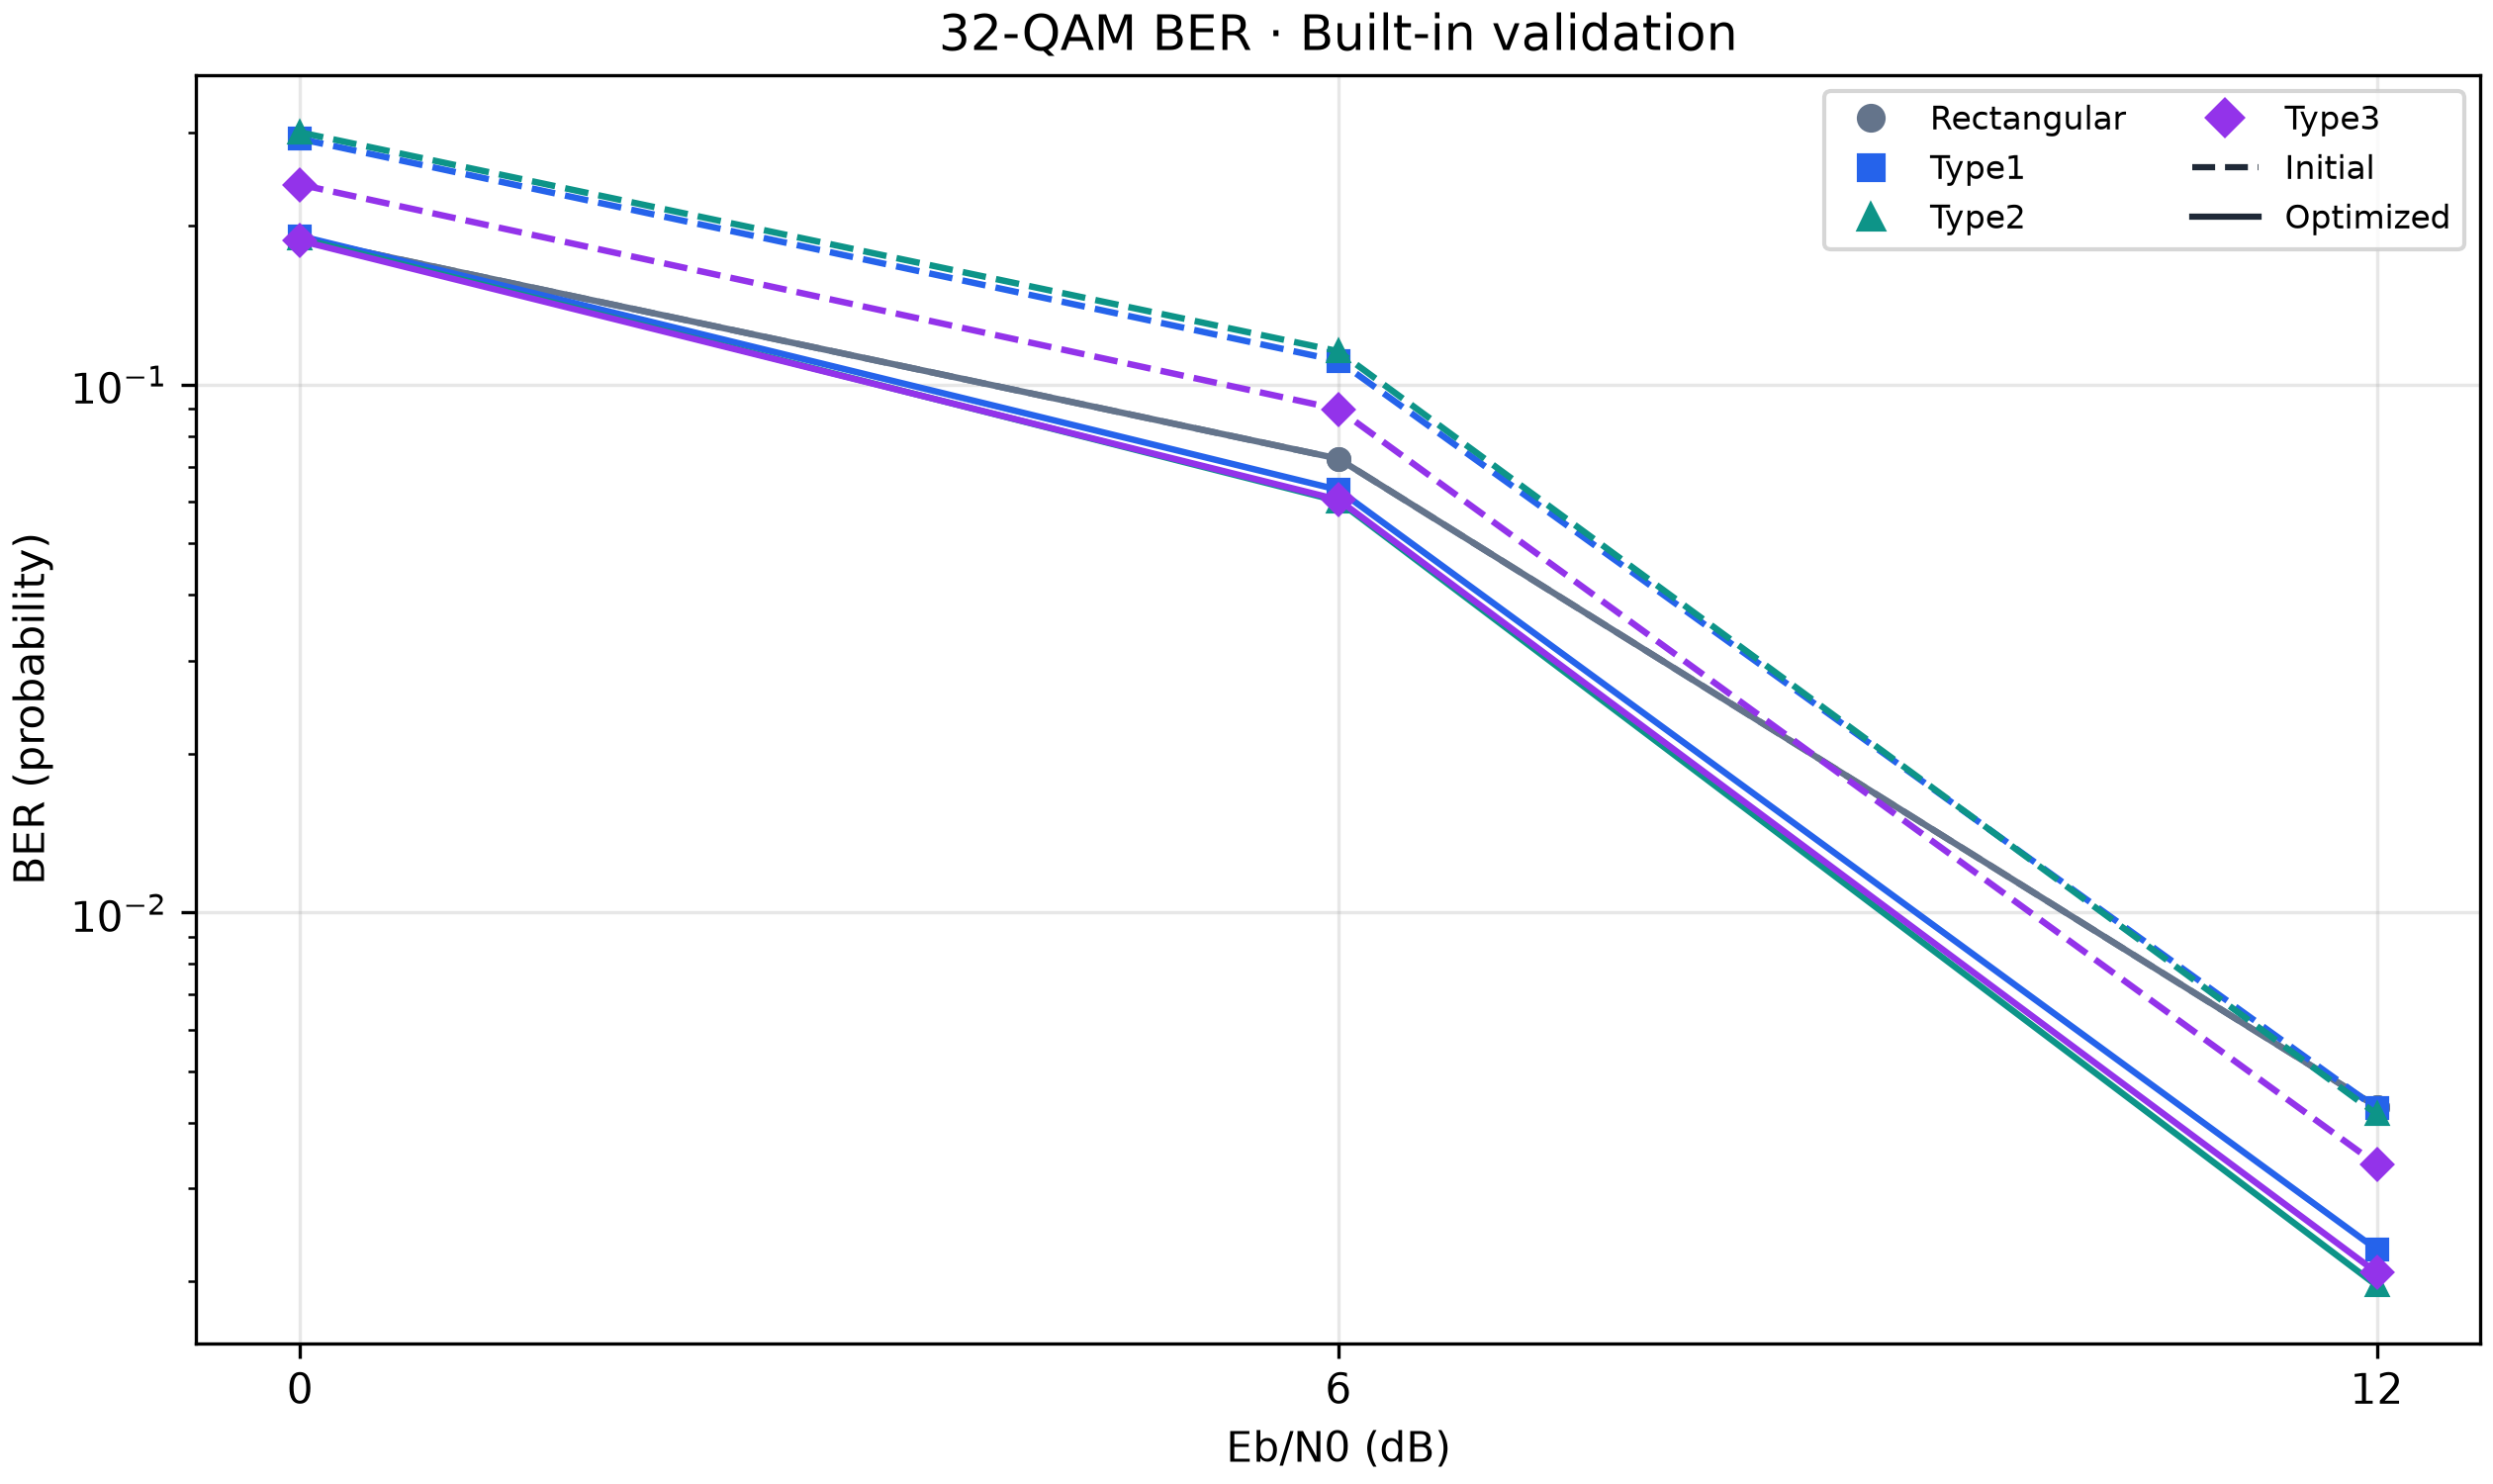 32-QAM BER · Built-in validation
Rectangular
Type1
Type2
Type3
Initial
Optimized
BER (probability)
10⁻¹
10⁻²
0
6
12
Eb/N0 (dB)